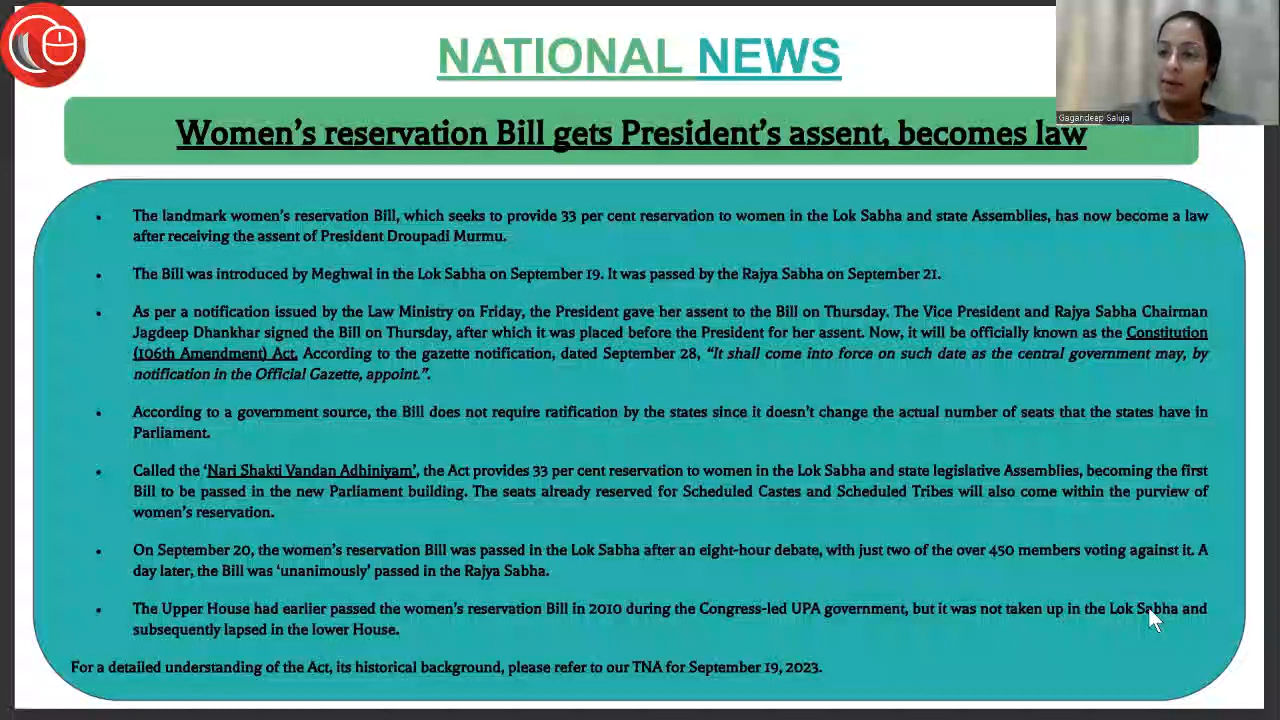 NATIONAL NEWS
Gagandeep Saluja
Women's reservation Bill gets President's assent, becomes law
• The landmark women's reservation Bill, which seeks to provide 33 per cent reservation to women in the Lok Sabha and state Assemblies, has now become a law
after receiving the assent of President Droupadi Murmu.
• The Bill was introduced by Meghwal in the Lok Sabha on September 19. It was passed by the Rajya Sabha on September 21.
• As per a notification issued by the Law Ministry on Friday, the President gave her assent to the Bill on Thursday. The Vice President and Rajya Sabha Chairman
Jagdeep Dhankhar signed the Bill on Thursday, after which it was placed before the President for her assent. Now, it will be officially known as the Constitution
(106th Amendment) Act. According to the gazette notification, dated September 28, "It shall come into force on such date as the central government may, by
notification in the Official Gazette, appoint.".
• According to a government source, the Bill does not require ratification by the states since it doesn't change the actual number of seats that the states have in
Parliament.
• Called the 'Nari Shakti Vandan Adhiniyam', the Act provides 33 per cent reservation to women in the Lok Sabha and state legislative Assemblies, becoming the first
Bill to be passed in the new Parliament building. The seats already reserved for Scheduled Castes and Scheduled Tribes will also come within the purview of
women's reservation.
• On September 20, the women's reservation Bill was passed in the Lok Sabha after an eight-hour debate, with just two of the over 450 members voting against it. A
day later, the Bill was 'unanimously' passed in the Rajya Sabha.
• The Upper House had earlier passed the women's reservation Bill in 2010 during the Congress-led UPA government, but it was not taken up in the Lok Sabha and
subsequently lapsed in the lower House.
For a detailed understanding of the Act, its historical background, please refer to our TNA for September 19, 2023.